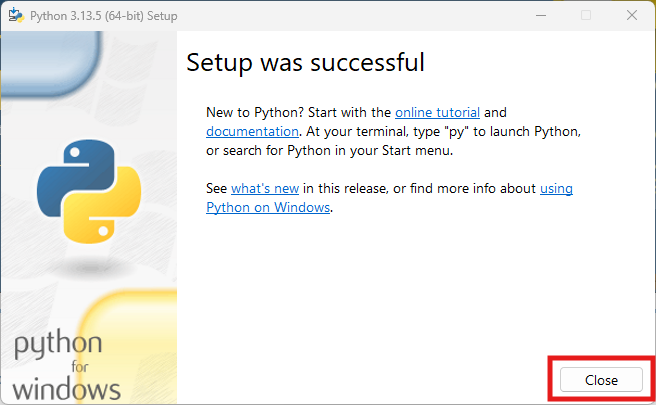 Python 3.13.5 (64-bit) Setup
Setup was successful
New to Python? Start with the online tutorial and
documentation. At your terminal, type "py" to launch Python,
or search for Python in your Start menu.
See what's new in this release, or find more info about using
Python on Windows.
python
for
windows
Close